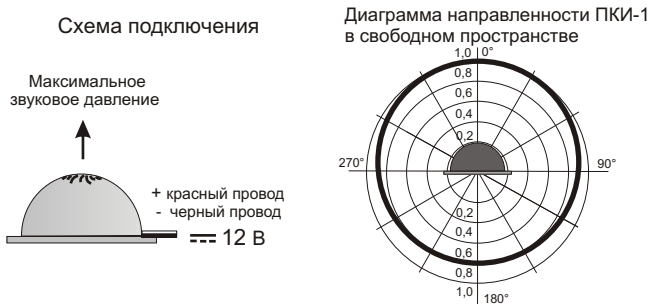 Схема подключения
Максимальное
звуковое давление
+ красный провод
- черный провод
12 В
Диаграмма направленности ПКИ-1
в свободном пространстве
1,0 0°
0,8
0,6
0,4
0,2
270°
90°
0,2
0,4
0,6
0,8
1,0 180°